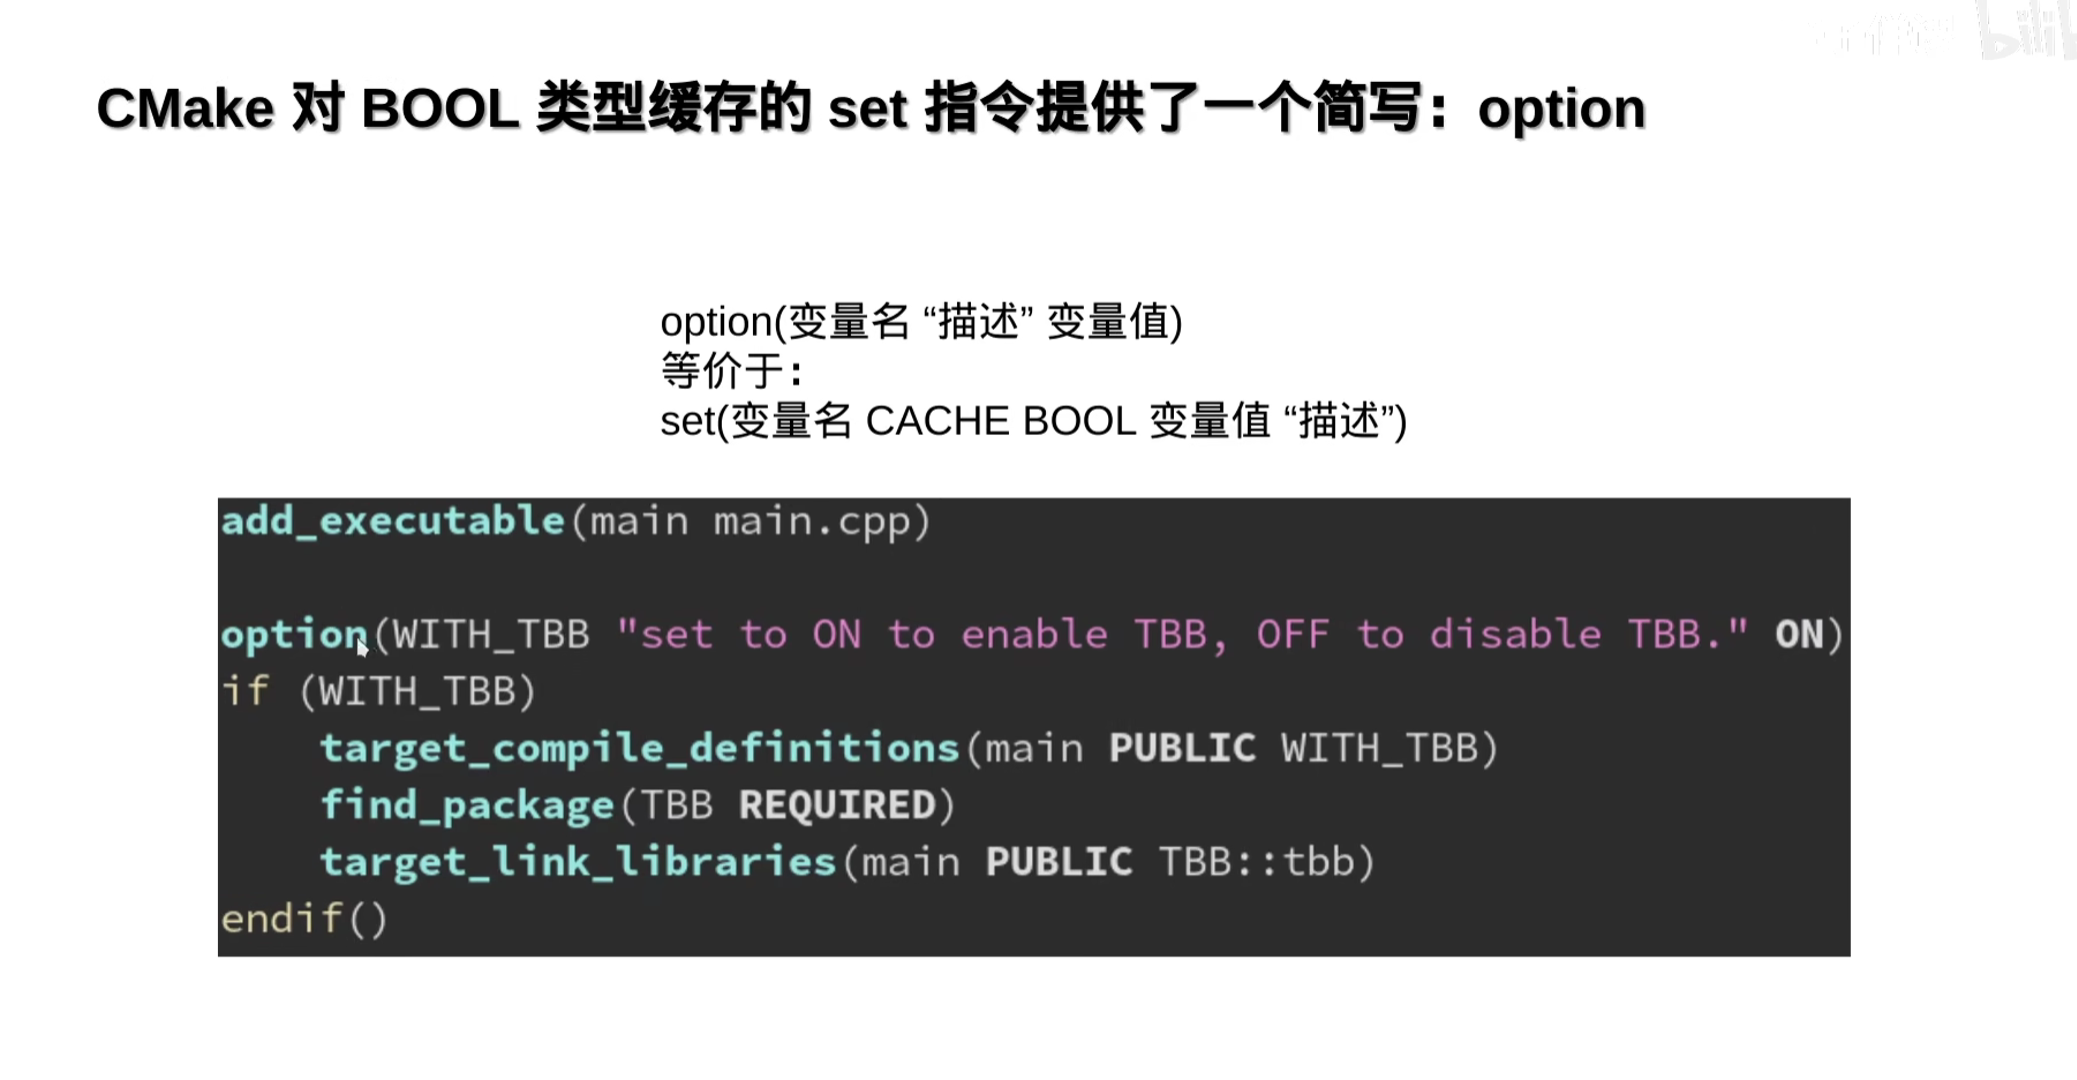 CMake 对 BOOL 类型缓存的 set 指令提供了一个简写：option
option(变量名 “描述” 变量值)
等价于：
set(变量名 CACHE BOOL 变量值 “描述”)
add_executable(main main.cpp)
option(WITH_TBB "set to ON to enable TBB, OFF to disable TBB." ON)
if (WITH_TBB)
target_compile_definitions(main PUBLIC WITH_TBB)
find_package(TBB REQUIRED)
target_link_libraries(main PUBLIC TBB::tbb)
endif()